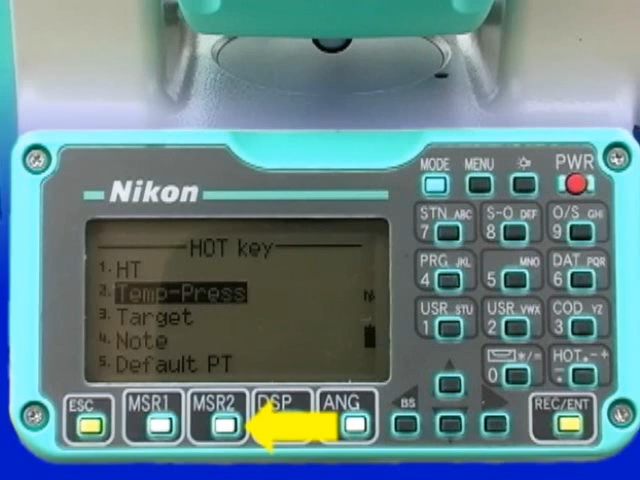 Nikon
HOT key
1. HT
2. Temp-Press
3. Target
4. Note
5. Default PT
MODE MENU PWR
STN ABC S-O DEF O/S GHI
7 8 9
PRG JKL MNO DAT PQR
4 5 6
USR STU USR VWX COD YZ
1 2 3
*/= HOT .-+
0 -.
ESC MSR1 MSR2 DSP ANG BS REC/ENT